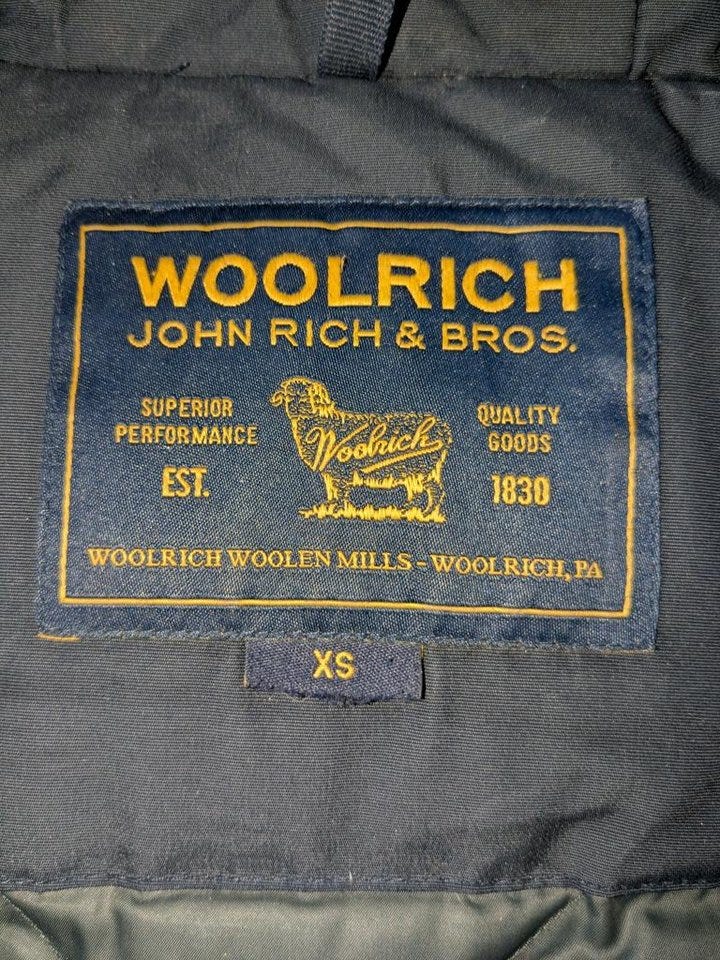 WOOLRICH
JOHN RICH & BROS.
SUPERIOR
PERFORMANCE
EST.
Woolrich
QUALITY
GOODS
1830
WOOLRICH WOOLEN MILLS - WOOLRICH, PA
XS